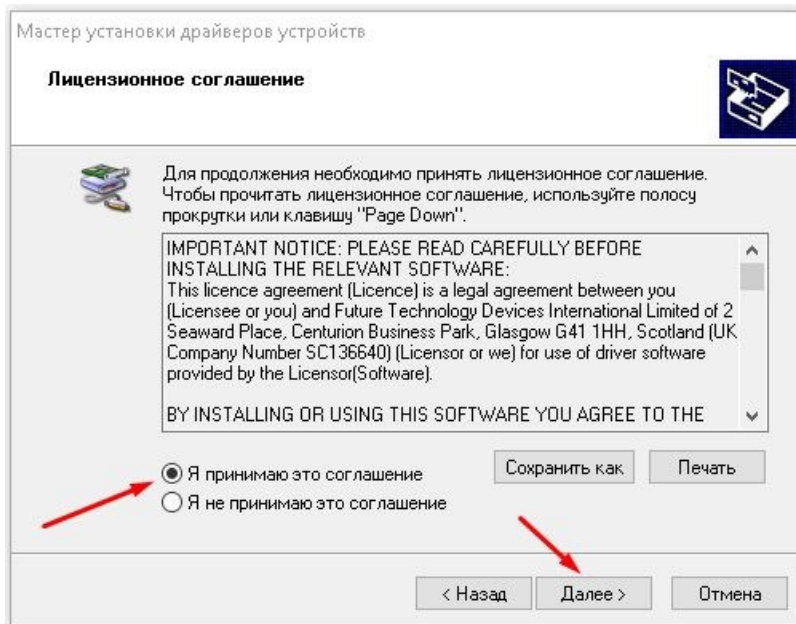 Мастер установки драйверов устройств
Лицензионное соглашение
Для продолжения необходимо принять лицензионное соглашение.
Чтобы прочитать лицензионное соглашение, используйте полосу
прокрутки или клавишу "Page Down".
IMPORTANT NOTICE: PLEASE READ CAREFULLY BEFORE
INSTALLING THE RELEVANT SOFTWARE:
This licence agreement (Licence) is a legal agreement between you
(Licensee or you) and Future Technology Devices International Limited of 2
Seaward Place, Centurion Business Park, Glasgow G41 1HH, Scotland (UK
Company Number SC136640) (Licensor or we) for use of driver software
provided by the Licensor(Software).
BY INSTALLING OR USING THIS SOFTWARE YOU AGREE TO THE
Я принимаю это соглашение
Сохранить как
Печать
Я не принимаю это соглашение
< Назад
Далее >
Отмена